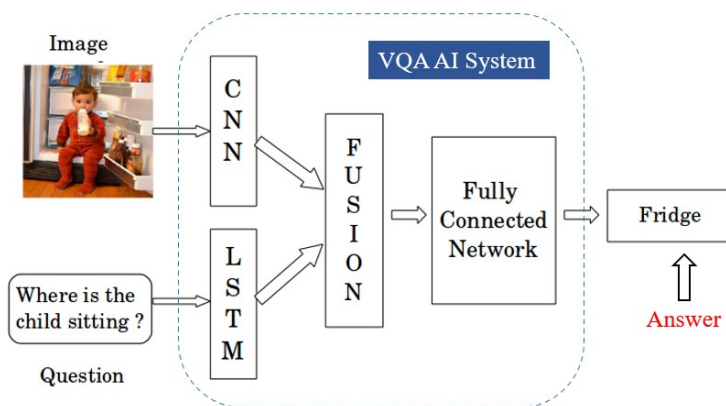 Image
VQA AI System
C
N
N
F
U
S
I
O
N
Fully
Connected
Network
Fridge
Answer
L
S
T
M
Where is the
child sitting ?
Question